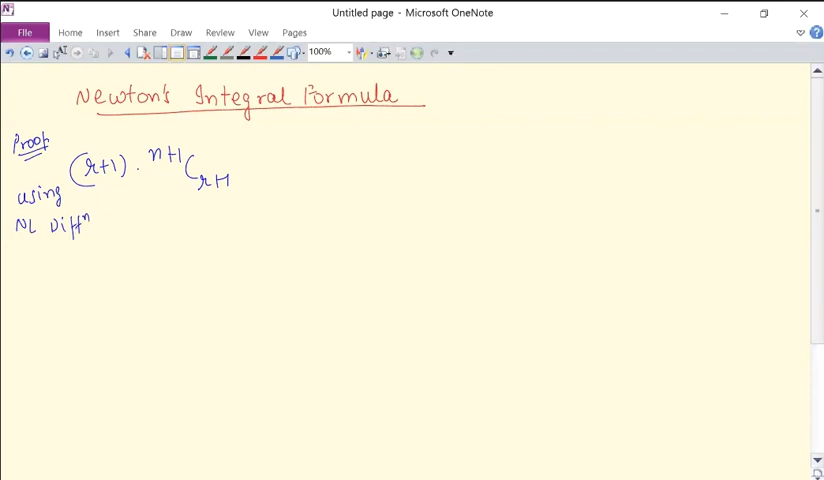 Untitled page - Microsoft OneNote
File Home Insert Share Draw Review View Pages
100%
Newton's Integral Formula
Proof
(r+1) . n+1 C r+1
using
NL Diffⁿ